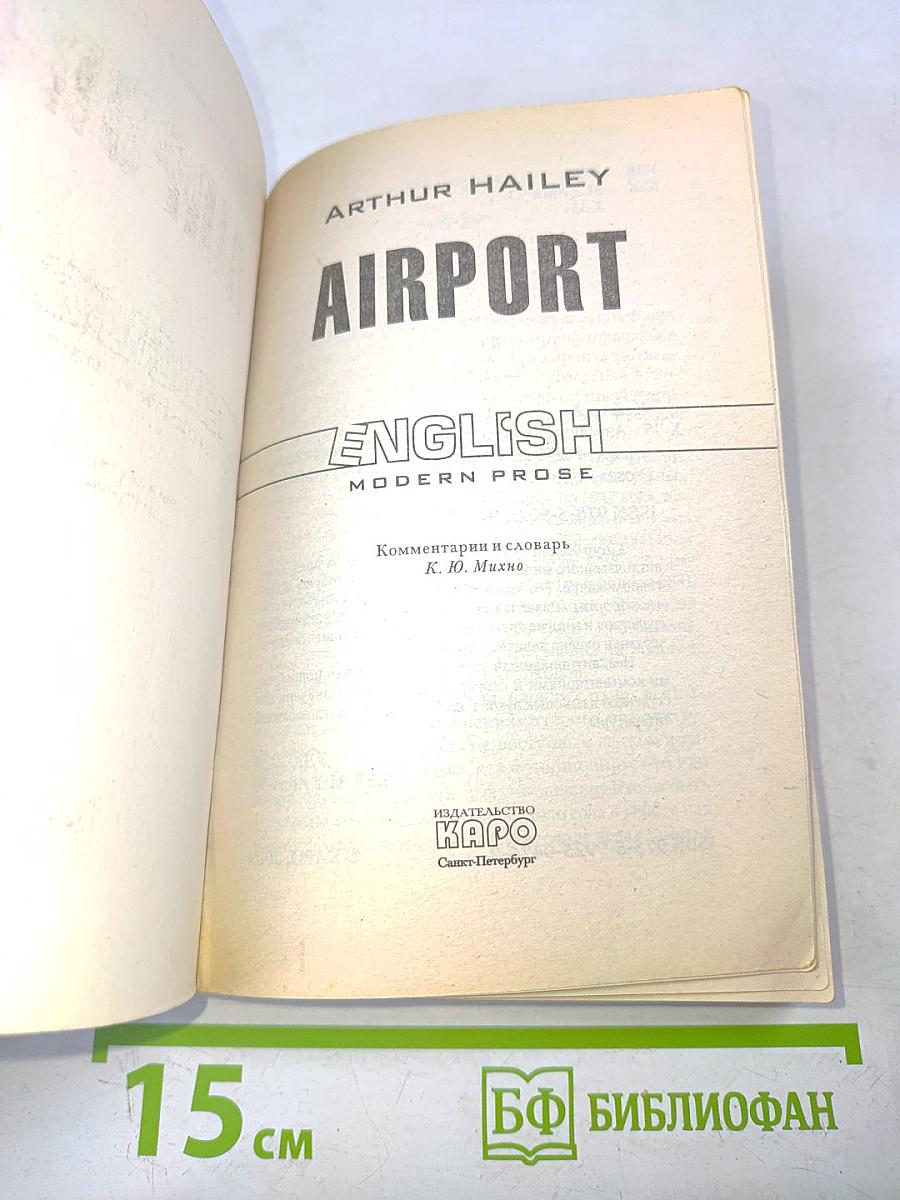 ARTHUR HAILEY
AIRPORT
ENGLISH
MODERN PROSE
Комментарии и словарь
К. Ю. Михно
ИЗДАТЕЛЬСТВО
КАРО
Санкт-Петербург
15 см
БФ БИБЛИОФАН